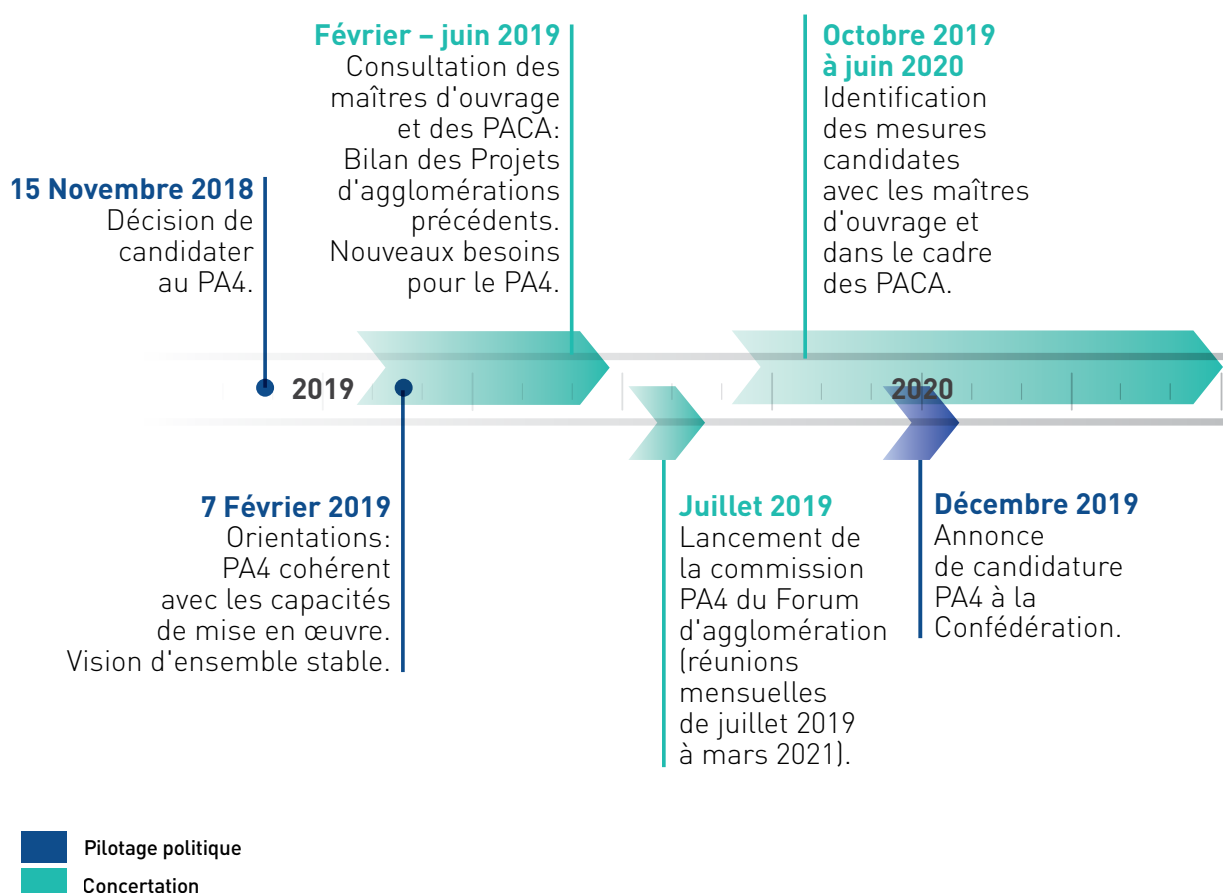 15 Novembre 2018
Décision de
candidater
au PA4.
Février – juin 2019
Consultation des
maîtres d'ouvrage
et des PACA:
Bilan des Projets
d'agglomérations
précédents.
Nouveaux besoins
pour le PA4.
Octobre 2019
à juin 2020
Identification
des mesures
candidates
avec les maîtres
d'ouvrage et
dans le cadre
des PACA.
2019
2020
7 Février 2019
Orientations:
PA4 cohérent
avec les capacités
de mise en œuvre.
Vision d'ensemble stable.
Juillet 2019
Lancement de
la commission
PA4 du Forum
d'agglomération
(réunions
mensuelles
de juillet 2019
à mars 2021).
Décembre 2019
Annonce
de candidature
PA4 à la
Confédération.
Pilotage politique
Concertation